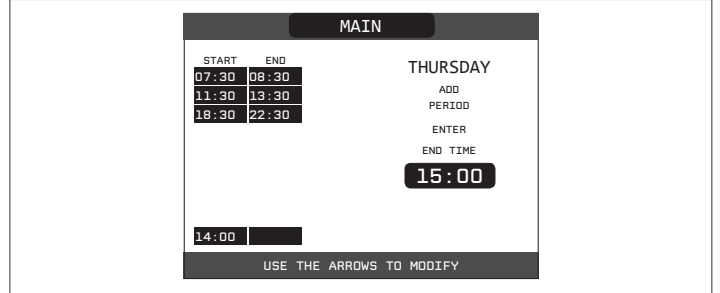 MAIN
START END
07:30 08:30
11:30 13:30
18:30 22:30
14:00
THURSDAY
ADD
PERIOD
ENTER
END TIME
15:00
USE THE ARROWS TO MODIFY